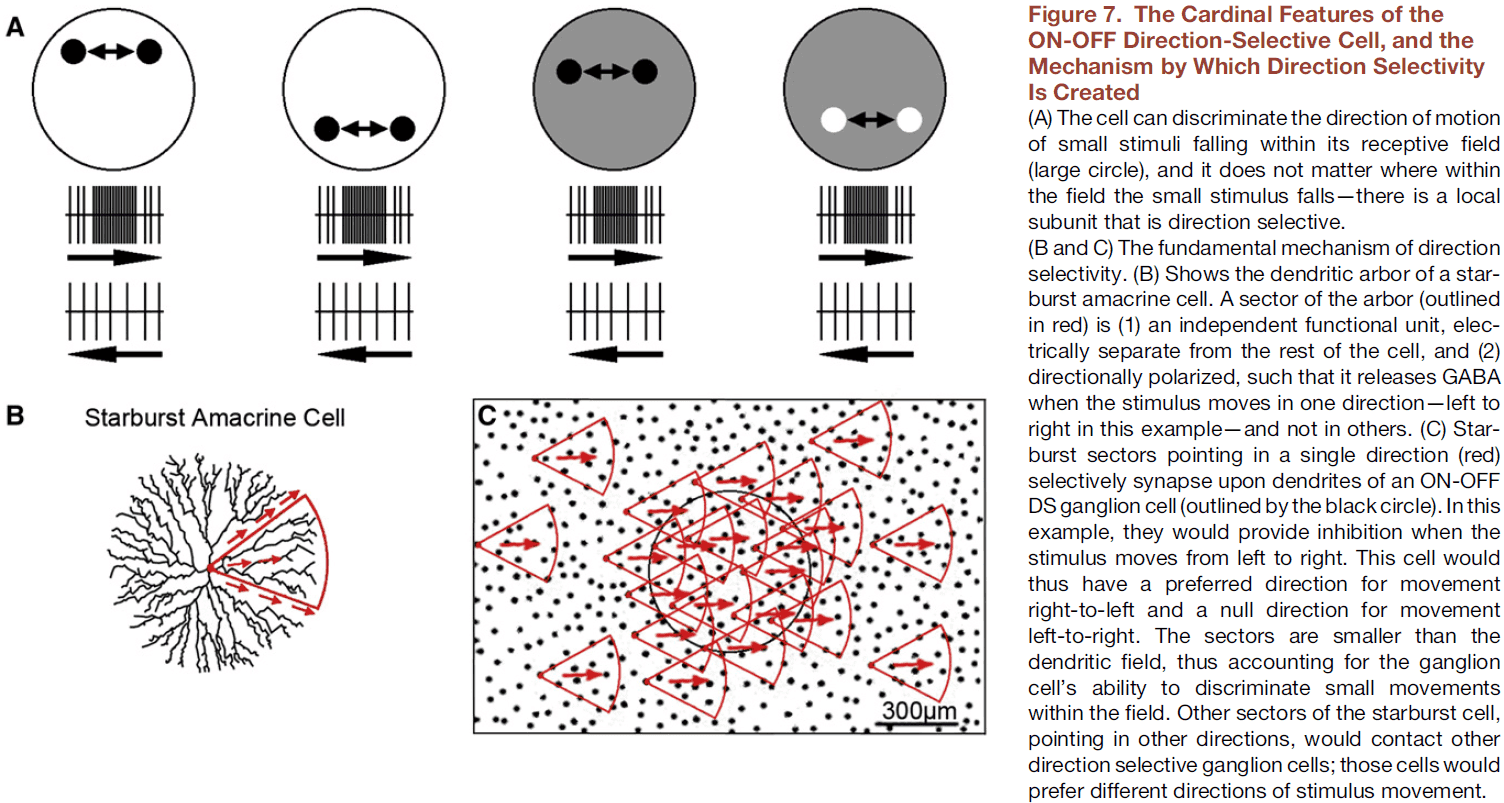 A
B
Starburst Amacrine Cell
C
300µm
Figure 7. The Cardinal Features of the
ON-OFF Direction-Selective Cell, and the
Mechanism by Which Direction Selectivity
Is Created
(A) The cell can discriminate the direction of motion
of small stimuli falling within its receptive field
(large circle), and it does not matter where within
the field the small stimulus falls—there is a local
subunit that is direction selective.
(B and C) The fundamental mechanism of direction
selectivity. (B) Shows the dendritic arbor of a star-
burst amacrine cell. A sector of the arbor (outlined
in red) is (1) an independent functional unit, elec-
trically separate from the rest of the cell, and (2)
directionally polarized, such that it releases GABA
when the stimulus moves in one direction—left to
right in this example—and not in others. (C) Star-
burst sectors pointing in a single direction (red)
selectively synapse upon dendrites of an ON-OFF
DS ganglion cell (outlined by the black circle). In this
example, they would provide inhibition when the
stimulus moves from left to right. This cell would
thus have a preferred direction for movement
right-to-left and a null direction for movement
left-to-right. The sectors are smaller than the
dendritic field, thus accounting for the ganglion
cell's ability to discriminate small movements
within the field. Other sectors of the starburst cell,
pointing in other directions, would contact other
direction selective ganglion cells; those cells would
prefer different directions of stimulus movement.